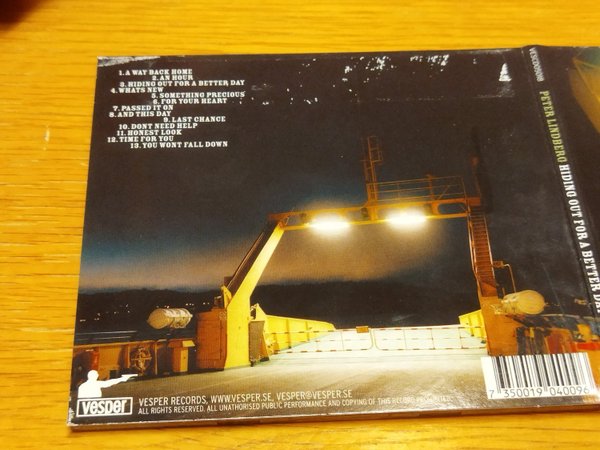 1. A WAY BACK HOME
2. AN HOUR
3. HIDING OUT FOR A BETTER DAY
4. WHATS NEW
5. SOMETHING PRECIOUS
6. FOR YOUR HEART
7. PASSED IT ON
8. AND THIS DAY
9. LAST CHANCE
10. DONT NEED HELP
11. HONEST LOOK
12. TIME FOR YOU
13. YOU WONT FALL DOWN
VESPER RECORDS, WWW.VESPER.SE, VESPER@VESPER.SE
ALL RIGHTS RESERVED. ALL UNATHORISED PUBLIC PERFORMANCE AND COPYING OF THIS RECORD PROHIBITED.
vesper
7 350019 040096
PETER LINDBERG HIDING OUT FOR A BETTER DAY